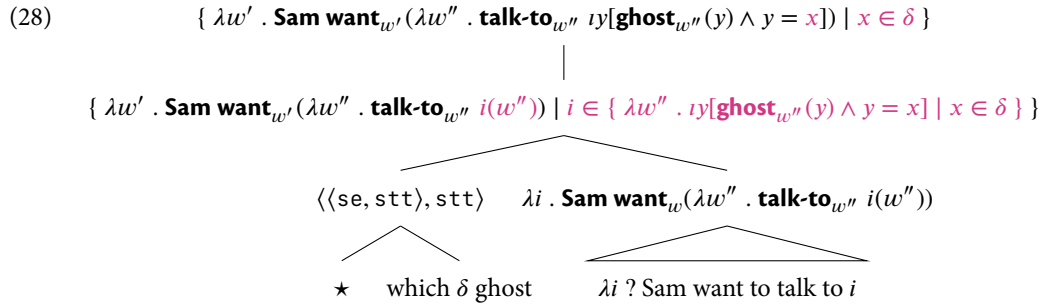 (28) { λw′ . Sam want_w′(λw″ . talk-to_w″ ιy[ghost_w″(y) ∧ y = x]) | x ∈ δ }
{ λw′ . Sam want_w′(λw″ . talk-to_w″ i(w″)) | i ∈ { λw″ . ιy[ghost_w″(y) ∧ y = x] | x ∈ δ } }
⟨⟨se, stt⟩, stt⟩ λi . Sam want_w(λw″ . talk-to_w″ i(w″))
★ which δ ghost λi ? Sam want to talk to i